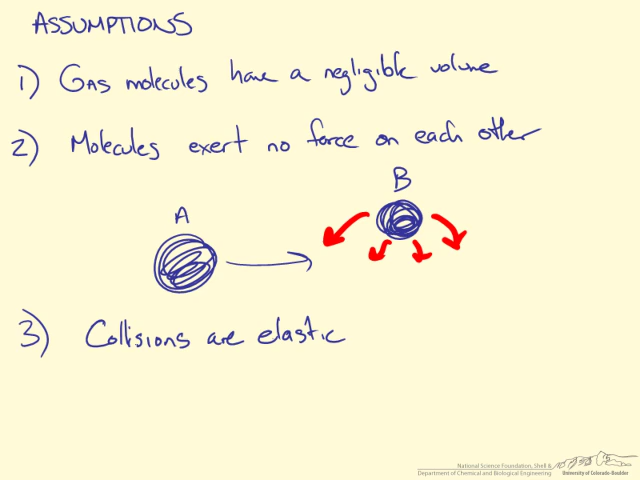 ASSUMPTIONS
1) GAS molecules have a negligible volume
2) Molecules exert no force on each other
B
A
3) Collisions are elastic
National Science Foundation, Shell &
Department of Chemical and Biological Engineering
University of Colorado-Boulder